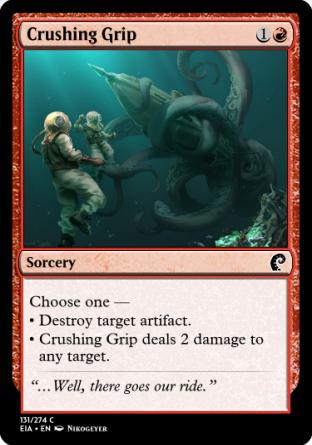 Crushing Grip 1
Sorcery
Choose one —
• Destroy target artifact.
• Crushing Grip deals 2 damage to
any target.
“…Well, there goes our ride.”
131/274 C
EIA • EN Nikogeyer